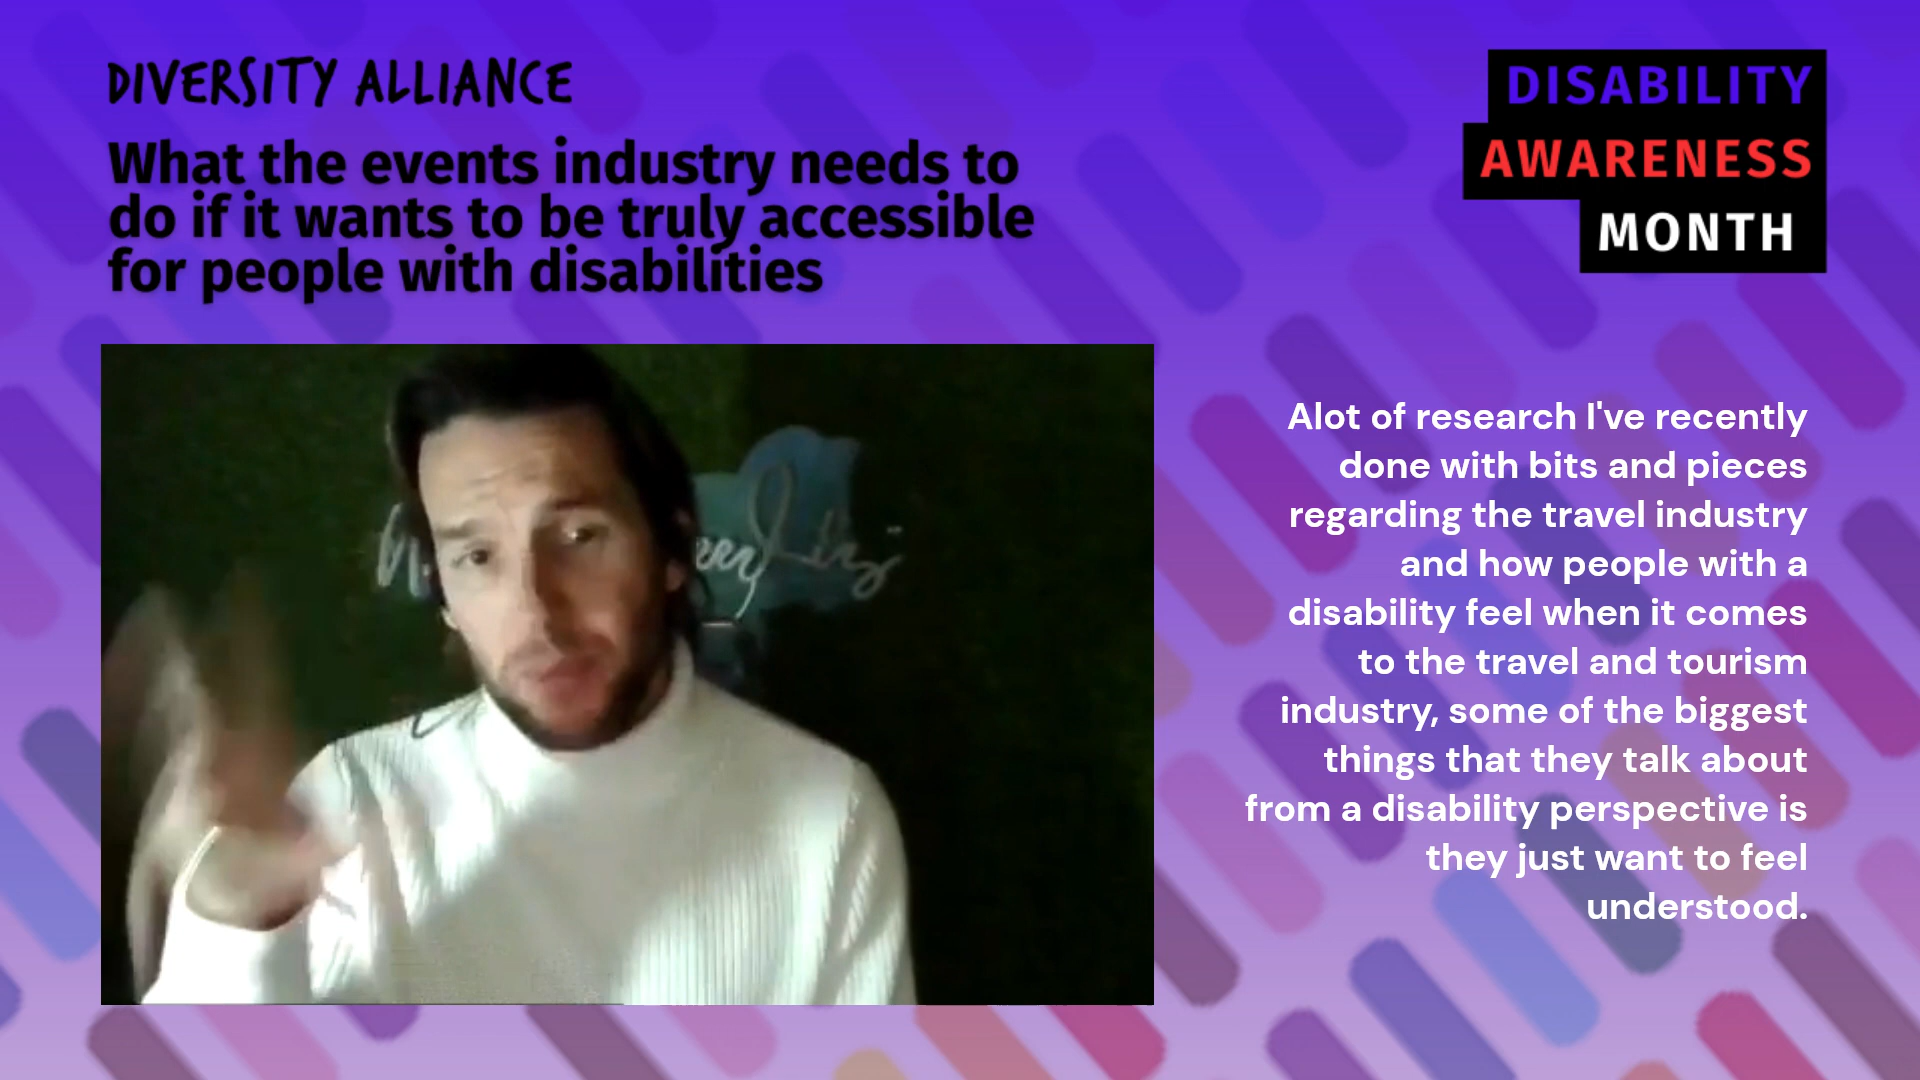 DIVERSITY ALLIANCE
What the events industry needs to
do if it wants to be truly accessible
for people with disabilities
DISABILITY
AWARENESS
MONTH
Alot of research I've recently
done with bits and pieces
regarding the travel industry
and how people with a
disability feel when it comes
to the travel and tourism
industry, some of the biggest
things that they talk about
from a disability perspective is
they just want to feel
understood.